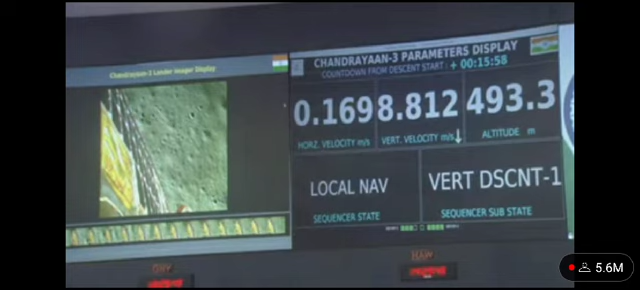 Chandrayaan-3 Lander Imager Display
CHANDRAYAAN-3 PARAMETERS DISPLAY
COUNTDOWN FROM DESCENT START: + 00:15:58
0.169 8.812 493.3
HORZ. VELOCITY m/s VERT. VELOCITY m/s ↓ ALTITUDE m
LOCAL NAV VERT DSCNT-1
SEQUENCER STATE SEQUENCER SUB STATE
5.6M